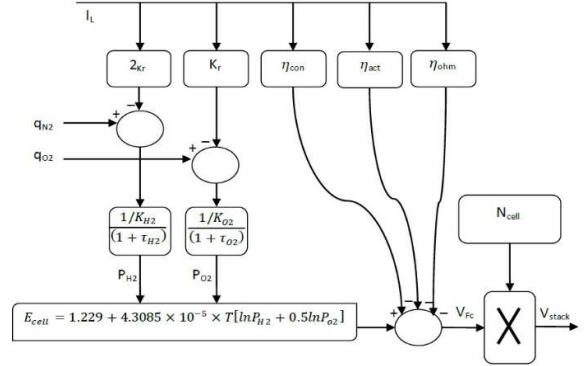 I_L
2_Kr
K_r
η_con
η_act
η_ohm
+ −
q_N2
q_O2
+ −
1/K_H2
(1 + τ_H2)
1/K_O2
(1 + τ_O2)
N_cell
P_H2
P_O2
E_cell = 1.229 + 4.3085 × 10^−5 × T[lnP_H2 + 0.5lnP_o2]
+ − − −
V_Fc
X
V_stack